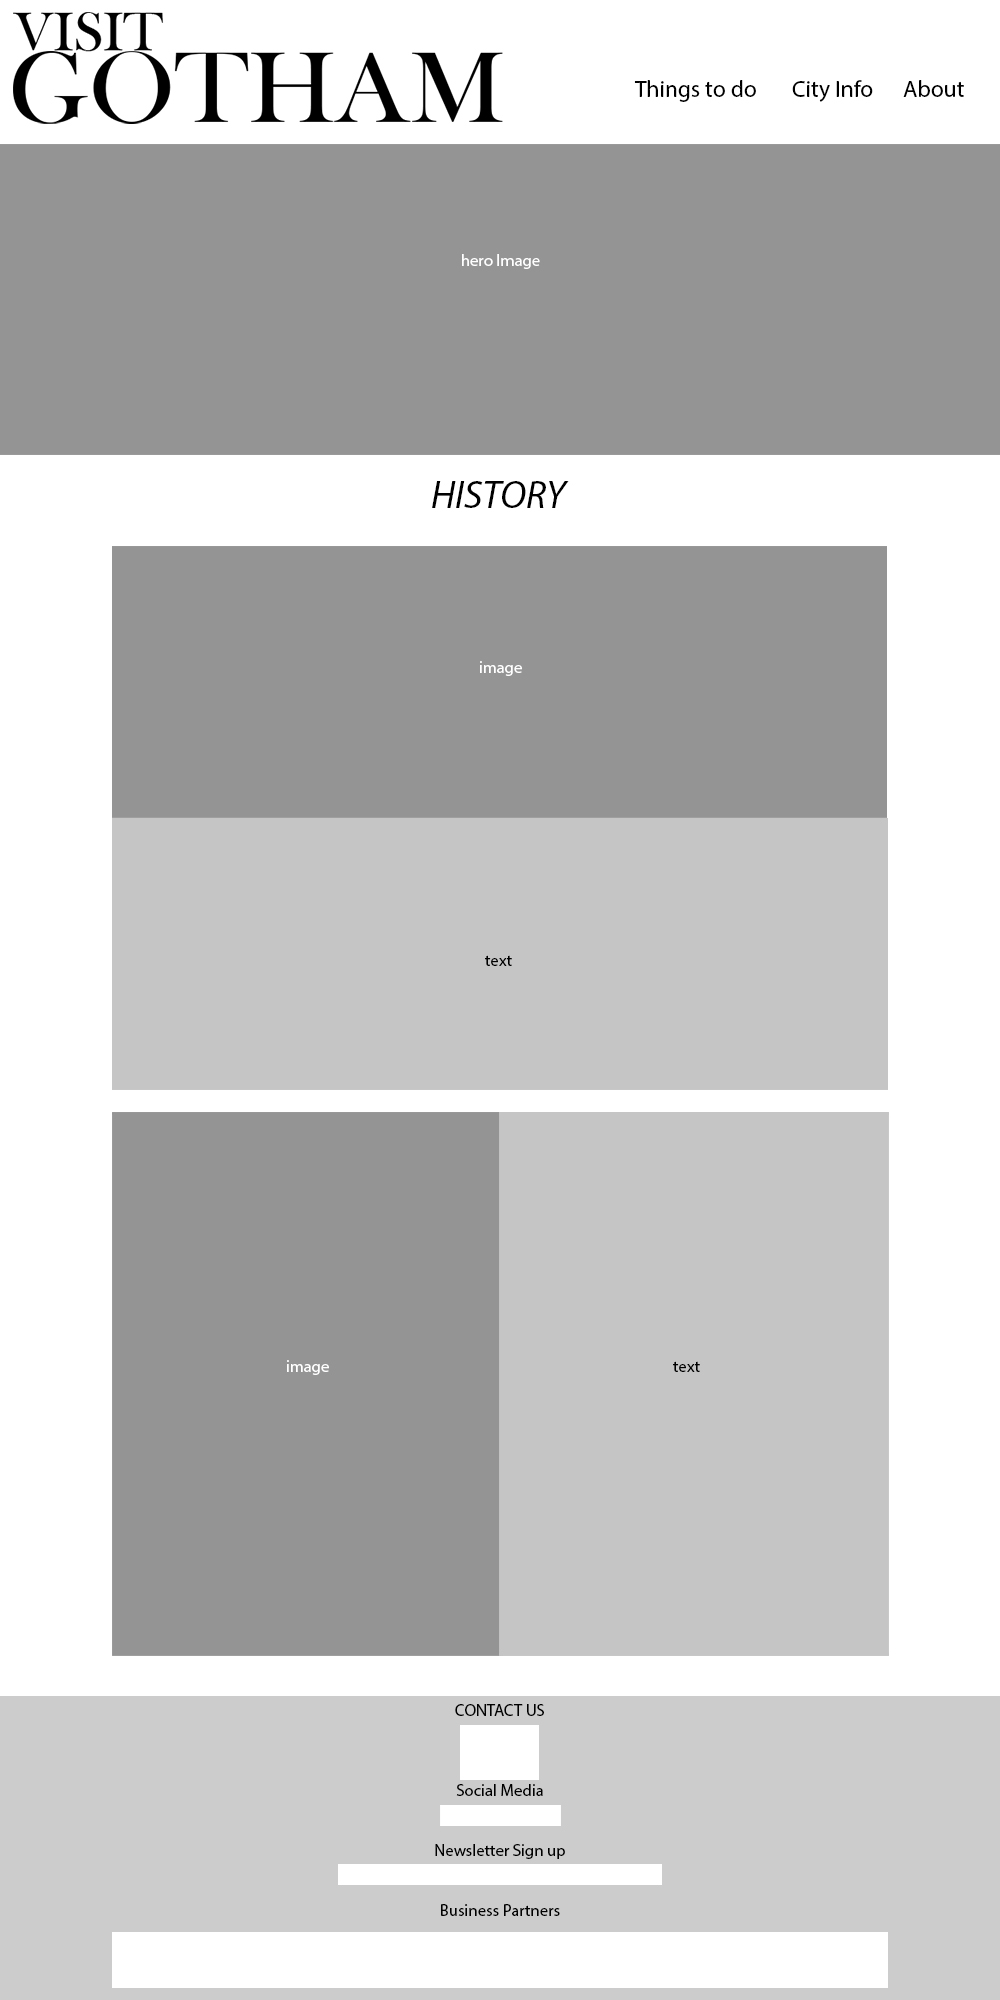 VISIT
GOTHAM
Things to do City Info About
hero Image
HISTORY
image
text
image
text
CONTACT US
Social Media
Newsletter Sign up
Business Partners